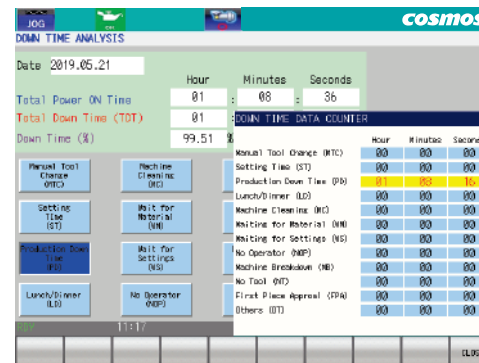 JOG
cosmos
DOWN TIME ANALYSIS
Date 2019.05.21
Hour Minutes Seconds
Total Power ON Time 01 : 08 : 36
Total Down Time (TDT) 01 :
Down Time (%) 99.51 %
DOWN TIME DATA COUNTER
Hour Minutes
Manual Tool Change (MTC) 00 00 00
Setting Time (ST) 00 00 00
Production Down Time (PD) 01 08 16
Lunch/Dinner (LD) 00 00 00
Machine Cleaning (MC) 00 00 00
Waiting for Material (WM) 00 00 00
Waiting for Settings (WS) 00 00 00
No Operator (NOP) 00 00 00
Machine Breakdown (MB) 00 00 00
No Tool (NT) 00 00 00
First Piece Approal (FPA) 00 00 00
Others (OT) 00 00 00
Manual Tool
Change
(MTC)
Machine
Cleaning
(MC)
Setting
Time
(ST)
Wait for
Material
(WM)
Production Down
Time
(PD)
Wait for
Settings
(WS)
Lunch/Dinner
(LD)
No Operator
(NOP)
11:17